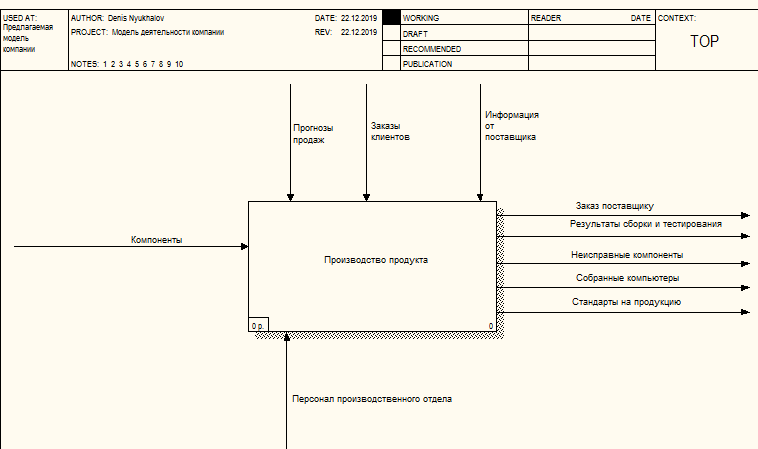 USED AT:
Предлагаемая
модель
компании
AUTHOR: Denis Nyukhalov
DATE: 22.12.2019
PROJECT: Модель деятельности компании
REV: 22.12.2019
NOTES: 1 2 3 4 5 6 7 8 9 10
WORKING
DRAFT
RECOMMENDED
PUBLICATION
READER
DATE
CONTEXT:
TOP
Прогнозы
продаж
Заказы
клиентов
Информация
от
поставщика
Компоненты
Производство продукта
0 р.
0
Заказ поставщику
Результаты сборки и тестирования
Неисправные компоненты
Собранные компьютеры
Стандарты на продукцию
Персонал производственного отдела